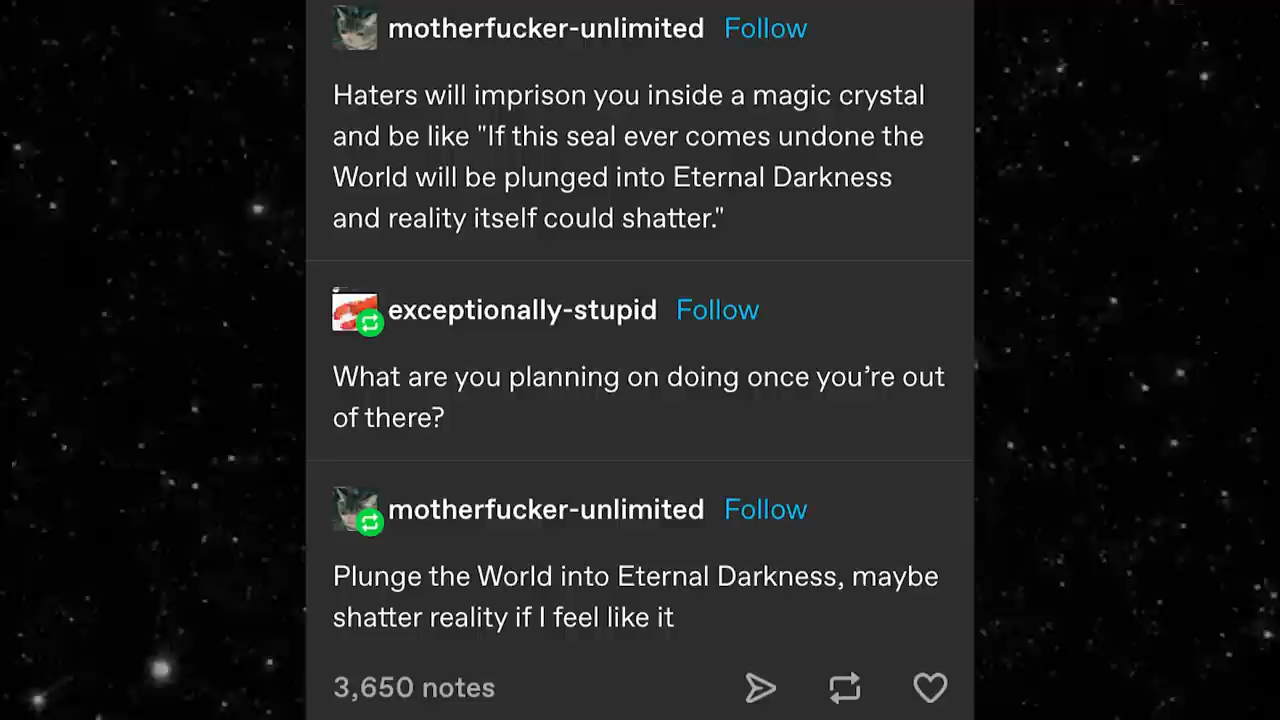 motherfucker-unlimited Follow
Haters will imprison you inside a magic crystal
and be like "If this seal ever comes undone the
World will be plunged into Eternal Darkness
and reality itself could shatter."
exceptionally-stupid Follow
What are you planning on doing once you’re out
of there?
motherfucker-unlimited Follow
Plunge the World into Eternal Darkness, maybe
shatter reality if I feel like it
3,650 notes